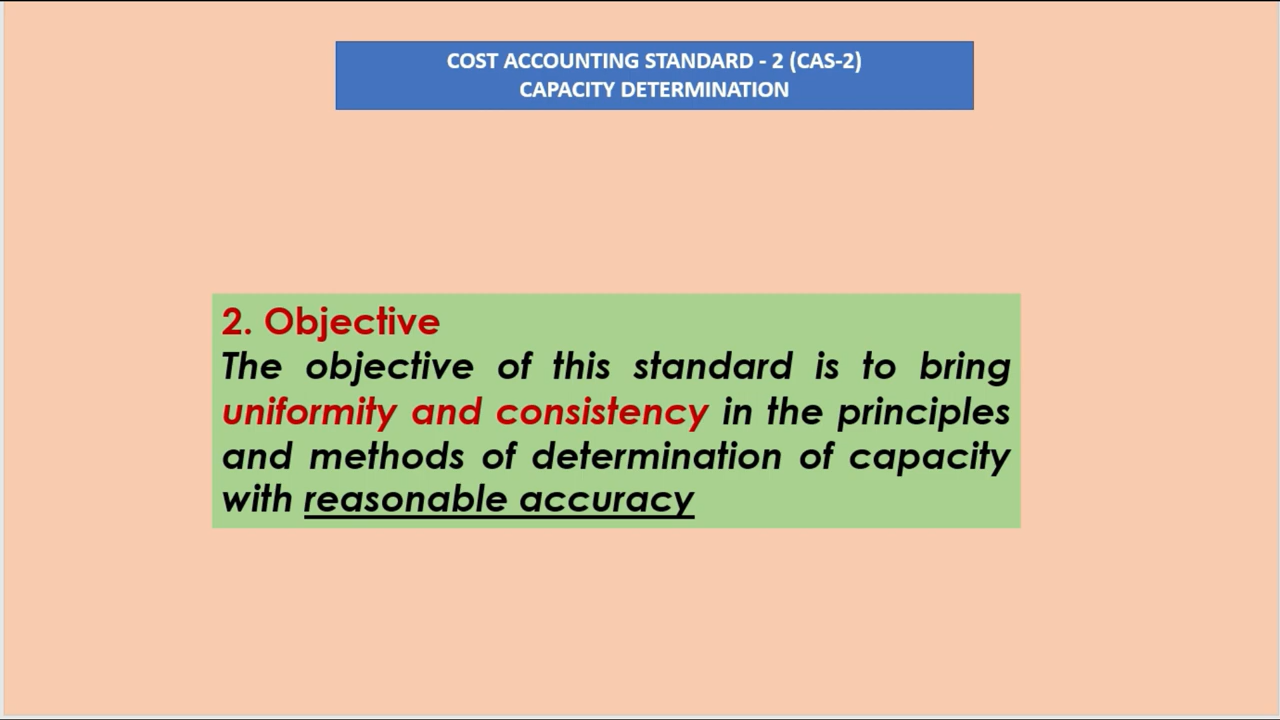 COST ACCOUNTING STANDARD - 2 (CAS-2)
CAPACITY DETERMINATION
2. Objective
The objective of this standard is to bring
uniformity and consistency in the principles
and methods of determination of capacity
with reasonable accuracy